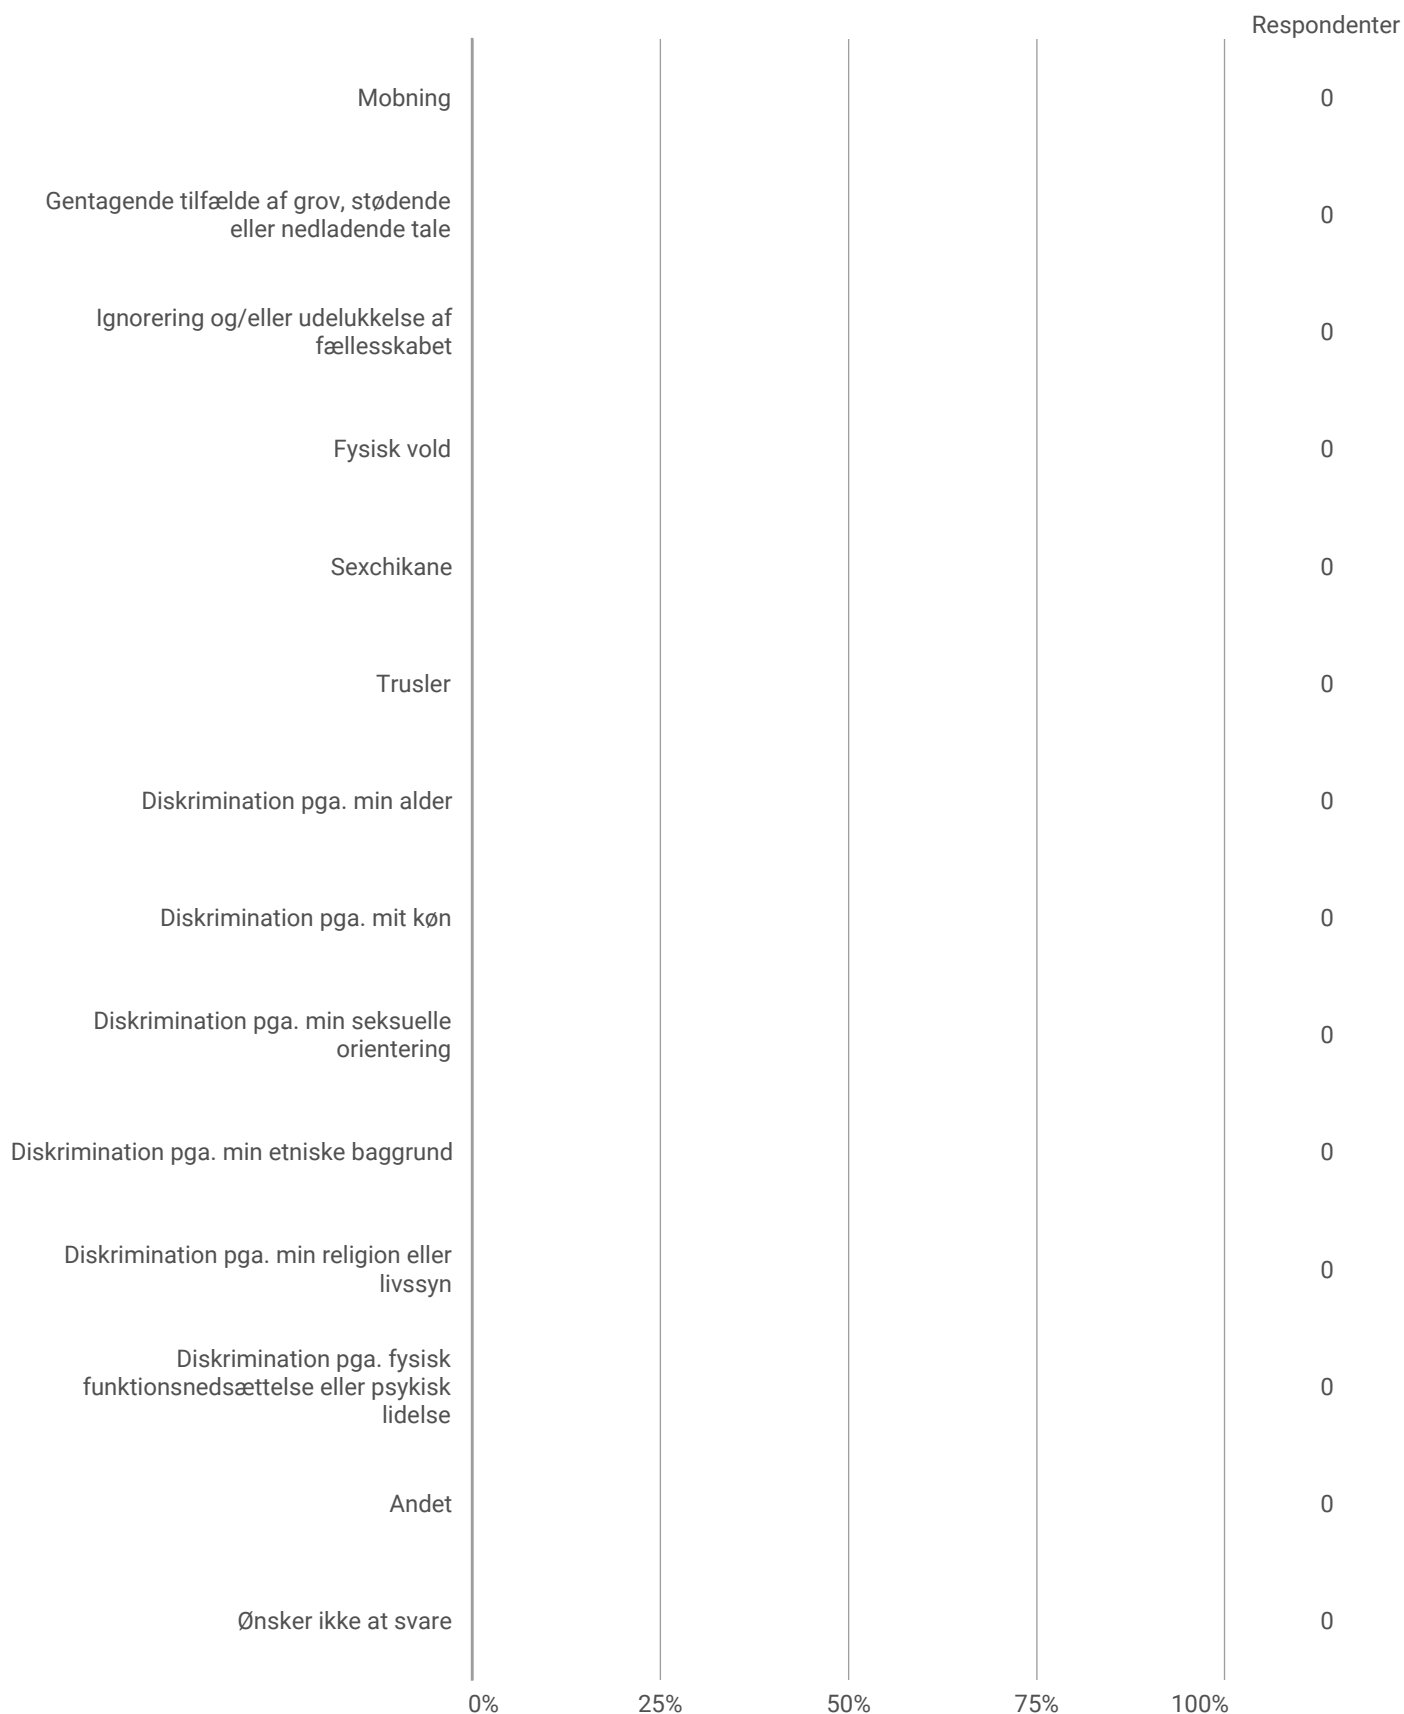 Respondenter
Mobning
0
Gentagende tilfælde af grov, stødende
eller nedladende tale
0
Ignorering og/eller udelukkelse af
fællesskabet
0
Fysisk vold
0
Sexchikane
0
Trusler
0
Diskrimination pga. min alder
0
Diskrimination pga. mit køn
0
Diskrimination pga. min seksuelle
orientering
0
Diskrimination pga. min etniske baggrund
0
Diskrimination pga. min religion eller
livssyn
0
Diskrimination pga. fysisk
funktionsnedsættelse eller psykisk
lidelse
0
Andet
0
Ønsker ikke at svare
0
0% 25% 50% 75% 100%